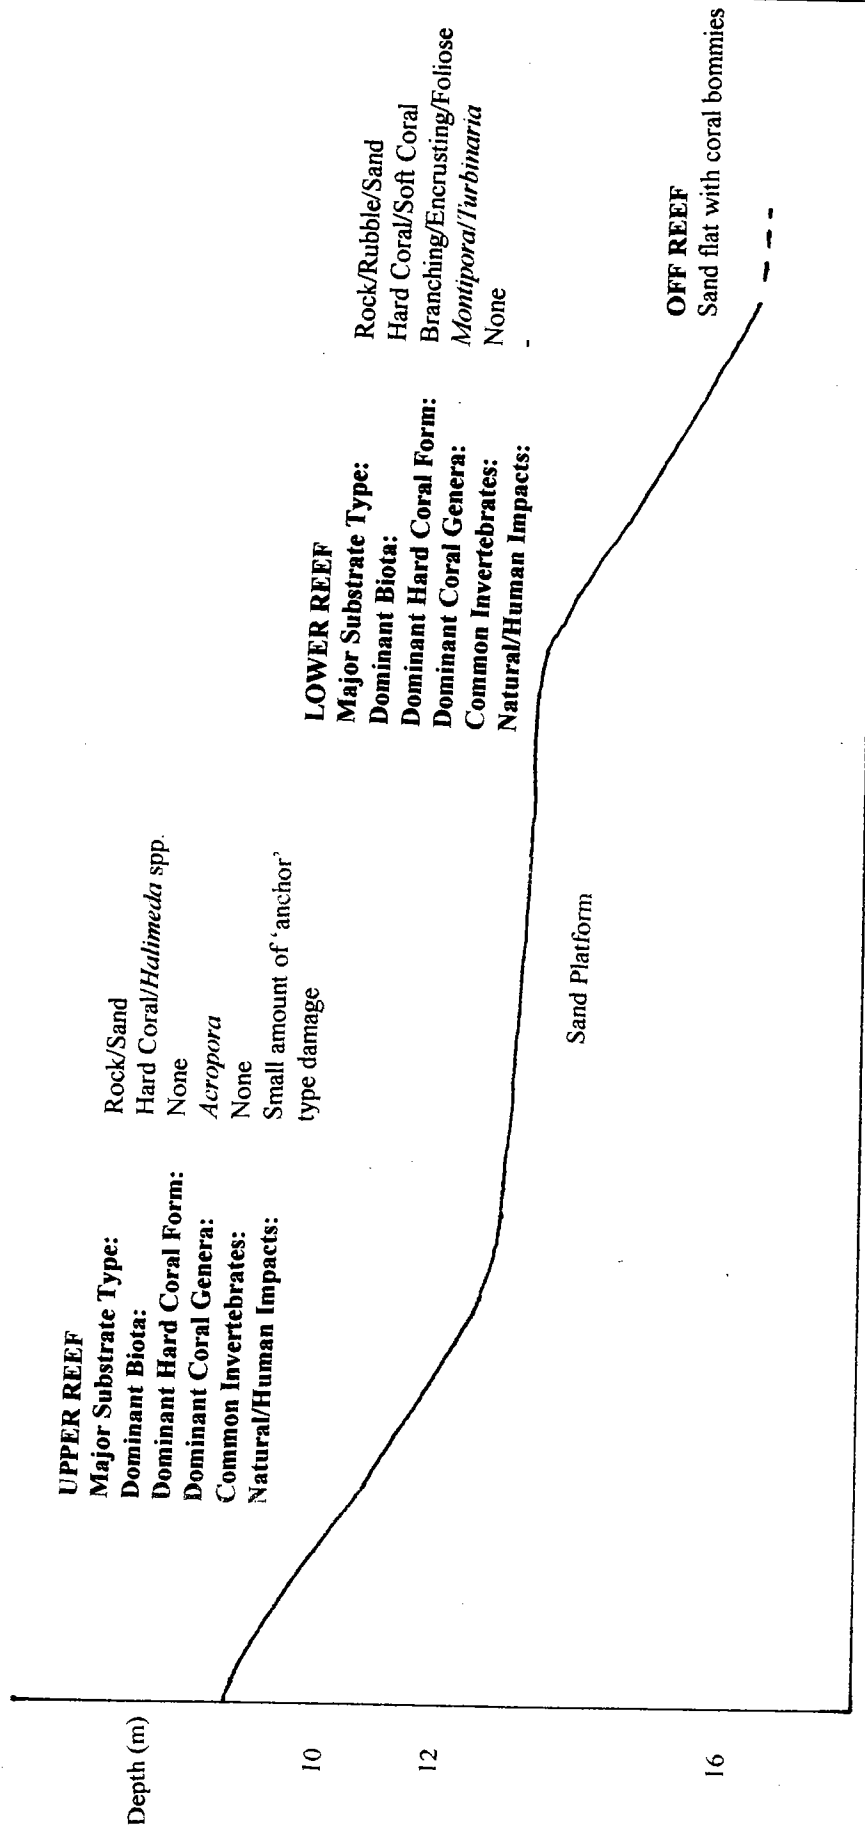 Depth (m)
10
12
16
UPPER REEF
Major Substrate Type: Rock/Sand
Dominant Biota: Hard Coral/Halimeda spp.
Dominant Hard Coral Form: None
Dominant Coral Genera: Acropora
Common Invertebrates: None
Natural/Human Impacts: Small amount of ‘anchor’
type damage
Sand Platform
LOWER REEF
Major Substrate Type: Rock/Rubble/Sand
Dominant Biota: Hard Coral/Soft Coral
Dominant Hard Coral Form: Branching/Encrusting/Foliose
Dominant Coral Genera: Montipora/Turbinaria
Common Invertebrates: None
Natural/Human Impacts: -
OFF REEF
Sand flat with coral bommies